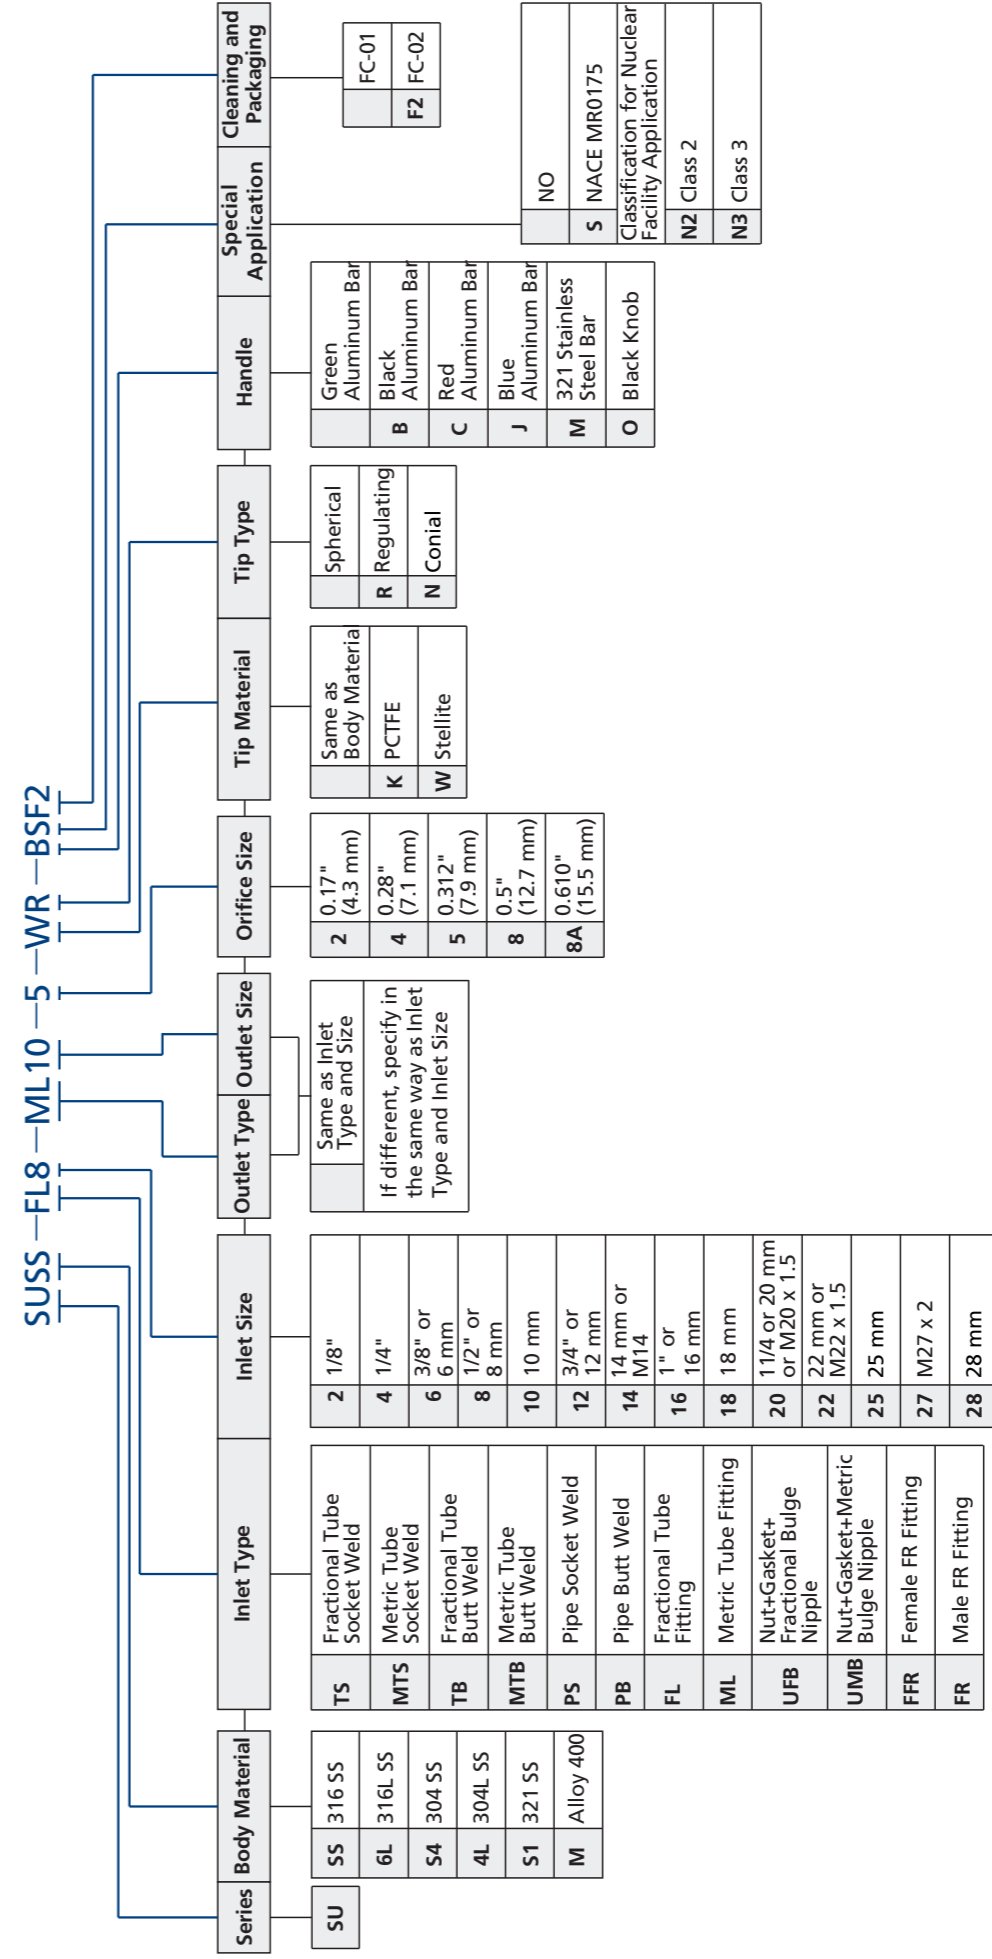 SUSS — FL8 — ML10 — 5 — WR — BSF2
Series
SU
Body Material
SS 316 SS
6L 316L SS
S4 304 SS
4L 304L SS
S1 321 SS
M Alloy 400
Inlet Type
TS Fractional Tube
Socket Weld
MTS Metric Tube
Socket Weld
TB Fractional Tube
Butt Weld
MTB Metric Tube
Butt Weld
PS Pipe Socket Weld
PB Pipe Butt Weld
FL Fractional Tube
Fitting
ML Metric Tube Fitting
UFB Nut+Gasket+
Fractional Bulge
Nipple
UMB Nut+Gasket+Metric
Bulge Nipple
FFR Female FR Fitting
FR Male FR Fitting
Inlet Size
2 1/8"
4 1/4"
6 3/8" or
6 mm
8 1/2" or
8 mm
10 10 mm
12 3/4" or
12 mm
14 14 mm or
M14
16 1" or
16 mm
18 18 mm
20 11/4 or 20 mm
or M20 x 1.5
22 22 mm or
M22 x 1.5
25 25 mm
27 M27 x 2
28 28 mm
Outlet Type Outlet Size
Same as Inlet
Type and Size
If different, specify in
the same way as Inlet
Type and Inlet Size
Orifice Size
2 0.17"
(4.3 mm)
4 0.28"
(7.1 mm)
5 0.312"
(7.9 mm)
8 0.5"
(12.7 mm)
8A 0.610"
(15.5 mm)
Tip Material
Same as
Body Material
K PCTFE
W Stellite
Tip Type
Spherical
R Regulating
N Conial
Handle
Green
Aluminum Bar
B Black
Aluminum Bar
C Red
Aluminum Bar
J Blue
Aluminum Bar
M 321 Stainless
Steel Bar
O Black Knob
Special
Application
NO
S NACE MR0175
Classification for Nuclear
Facility Application
N2 Class 2
N3 Class 3
Cleaning and
Packaging
FC-01
F2 FC-02